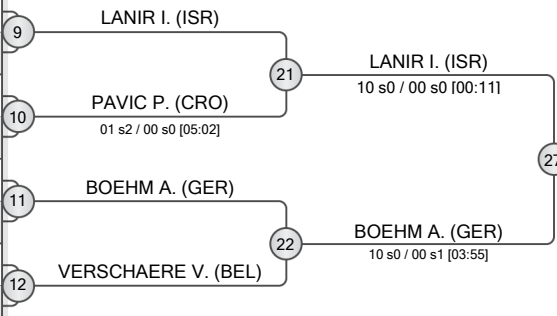 LANIR I. (ISR)
9
21
LANIR I. (ISR)
10 s0 / 00 s0 [00:11]
PAVIC P. (CRO)
10
01 s2 / 00 s0 [05:02]
27
BOEHM A. (GER)
11
22
BOEHM A. (GER)
10 s0 / 00 s1 [03:55]
VERSCHAERE V. (BEL)
12